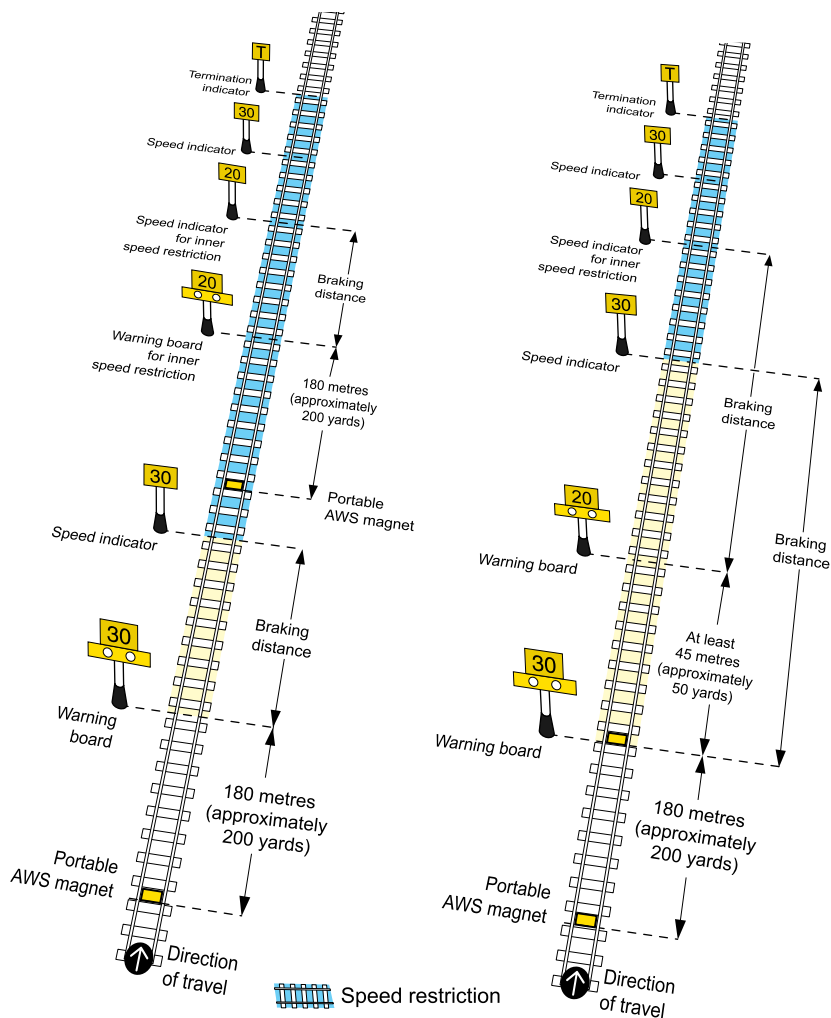 T
Termination
indicator
30
Speed indicator
20
Speed indicator
for inner
speed restriction
Braking
distance
20
Warning board
for inner
speed restriction
180 metres
(approximately
200 yards)
30
Speed indicator
Portable
AWS magnet
Braking
distance
30
Warning
board
180 metres
(approximately
200 yards)
Portable
AWS magnet
Direction
of travel
T
Termination
indicator
30
Speed indicator
20
Speed indicator
for inner
speed restriction
30
Speed indicator
Braking
distance
20
Warning board
Braking
distance
At least
45 metres
(approximately
50 yards)
30
Warning board
180 metres
(approximately
200 yards)
Portable
AWS magnet
Direction
of travel
Speed restriction